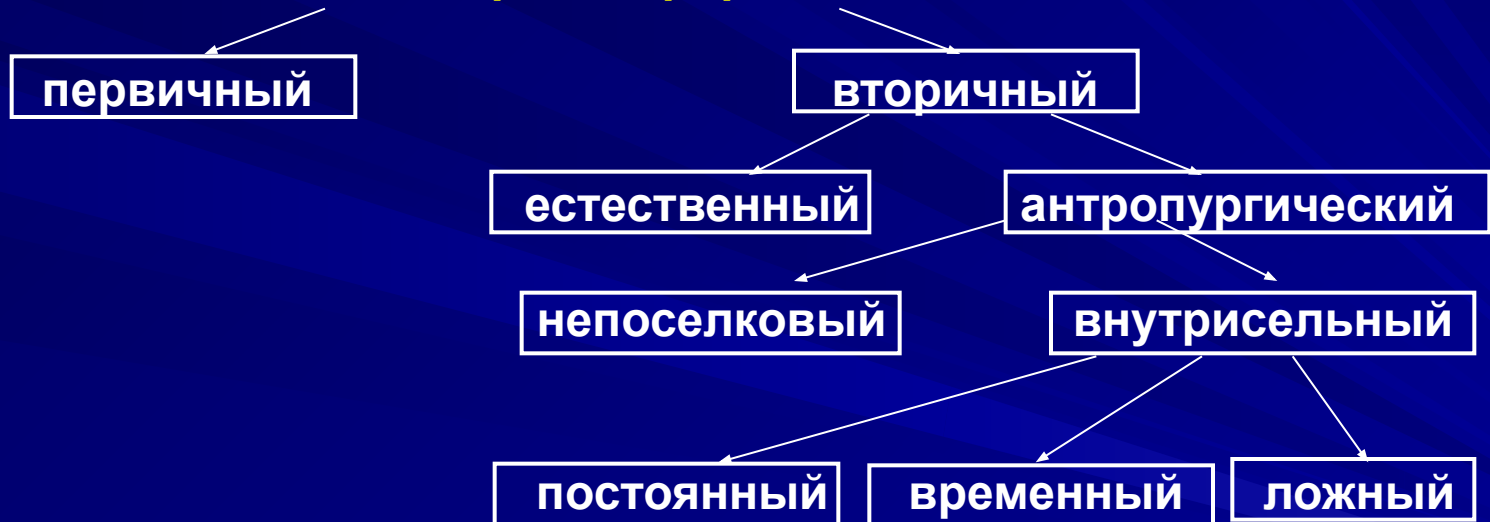 первичный вторичный
естественный антропургический
непоселковый внутрисельный
постоянный временный ложный